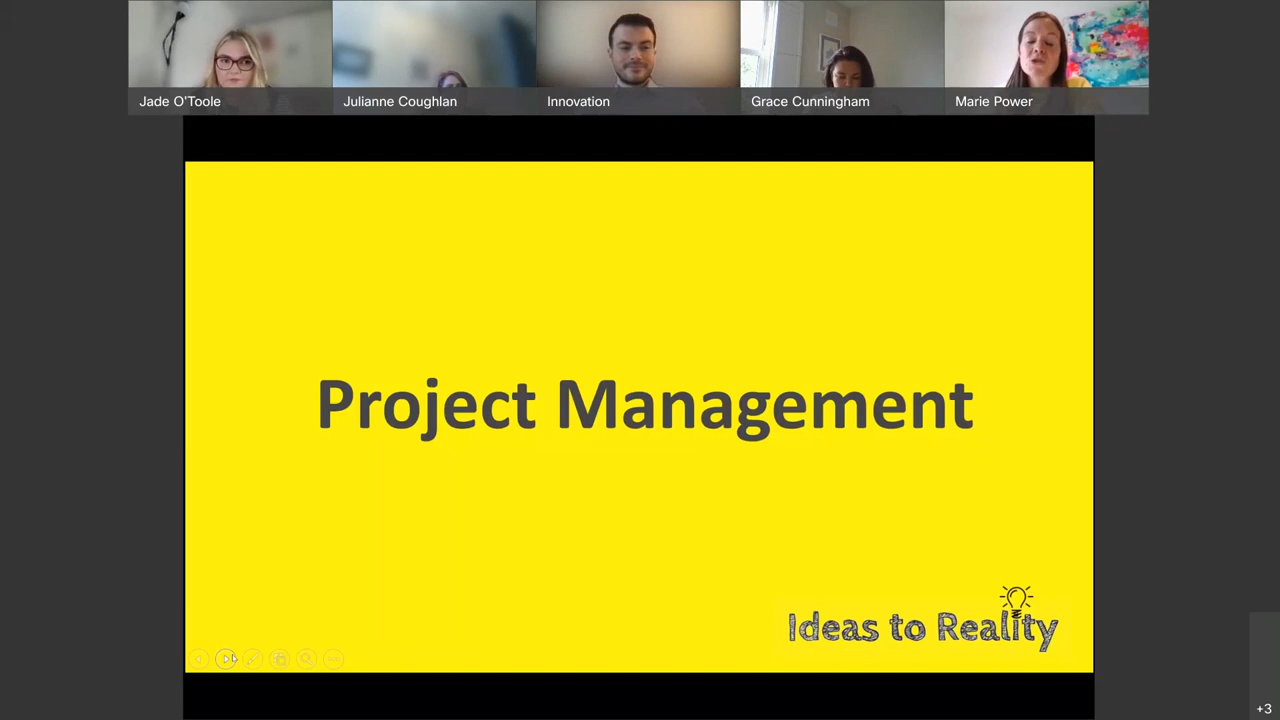 Jade O'Toole
Julianne Coughlan
Innovation
Grace Cunningham
Marie Power
Project Management
Ideas to Reality
+3